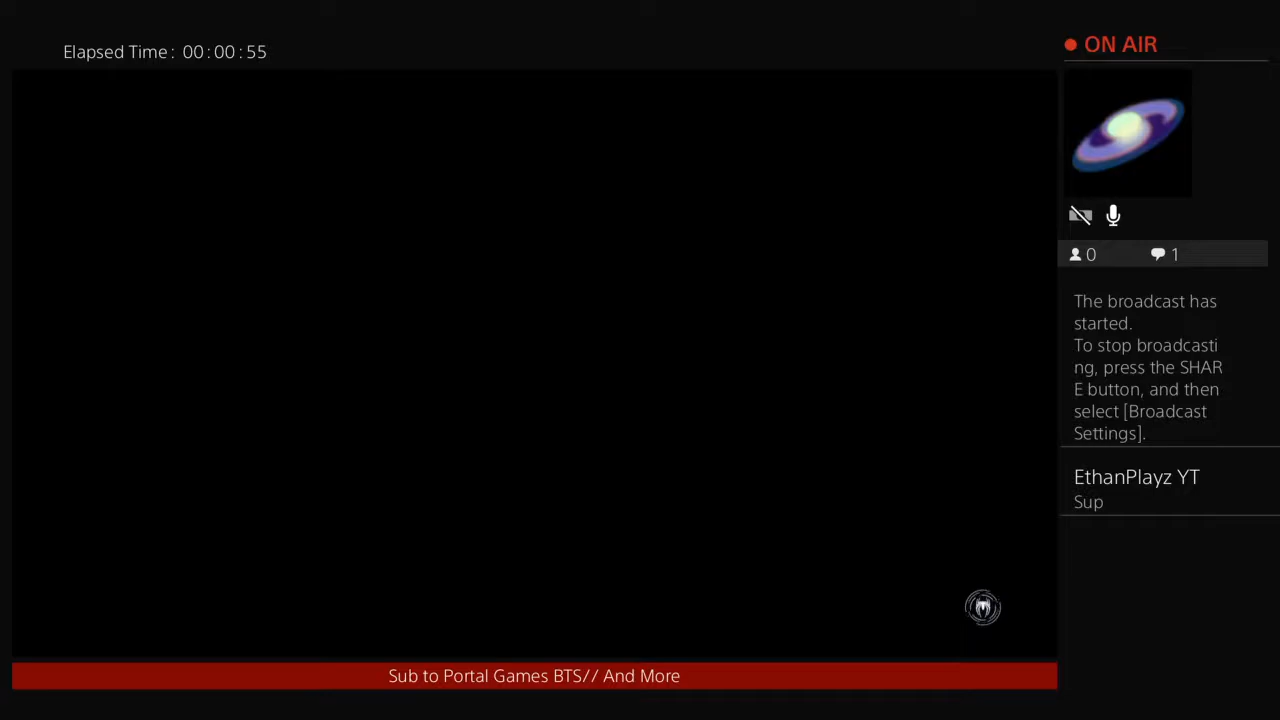 Elapsed Time: 00:00:55
ON AIR
0 1
The broadcast has
started.
To stop broadcasti
ng, press the SHAR
E button, and then
select [Broadcast
Settings].
EthanPlayz YT
Sup
Sub to Portal Games BTS// And More